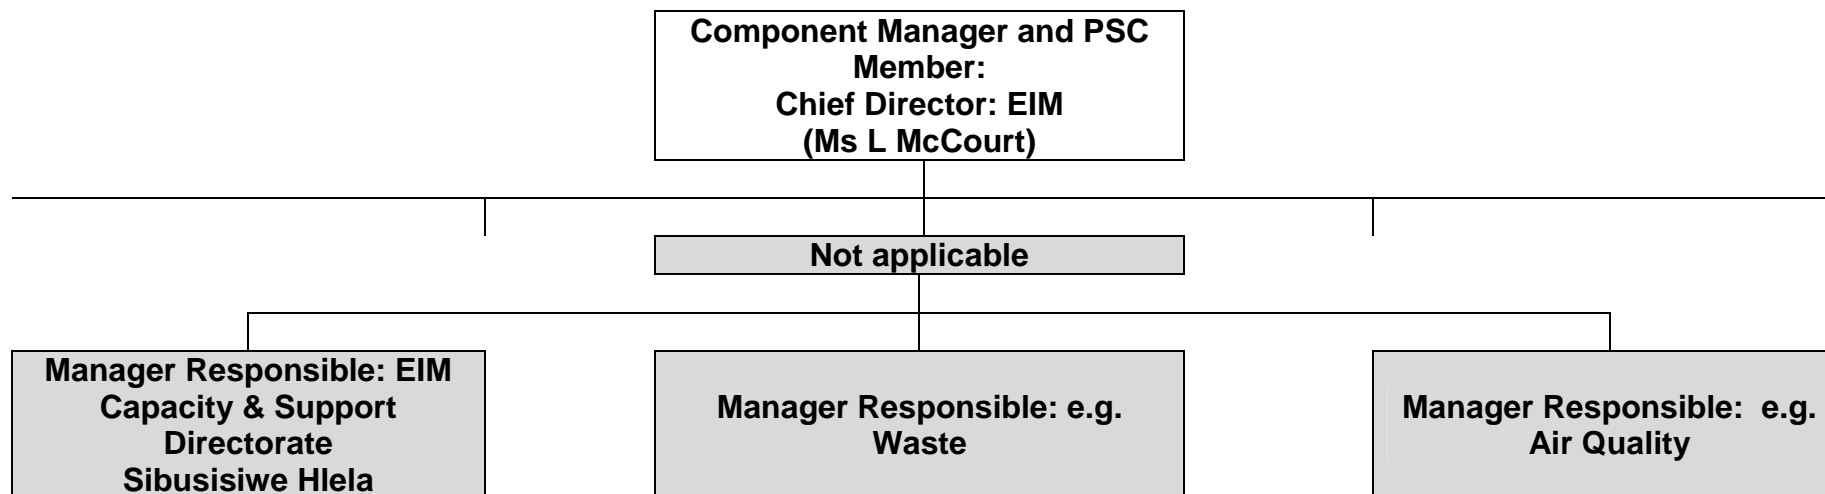 Component Manager and PSC
Member:
Chief Director: EIM
(Ms L McCourt)
Not applicable
Manager Responsible: EIM
Capacity & Support
Directorate
Sibusisiwe Hlela
Manager Responsible: e.g.
Waste
Manager Responsible:  e.g.
Air Quality